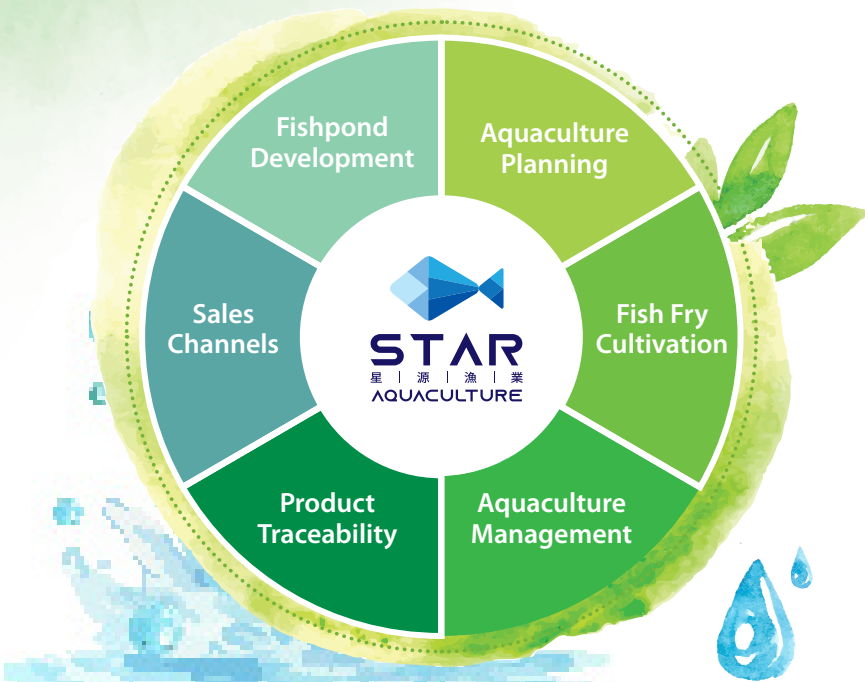 Fishpond
Development
Aquaculture
Planning
Sales
Channels
STAR
星 | 源 | 漁 | 業
AQUACULTURE
Fish Fry
Cultivation
Product
Traceability
Aquaculture
Management